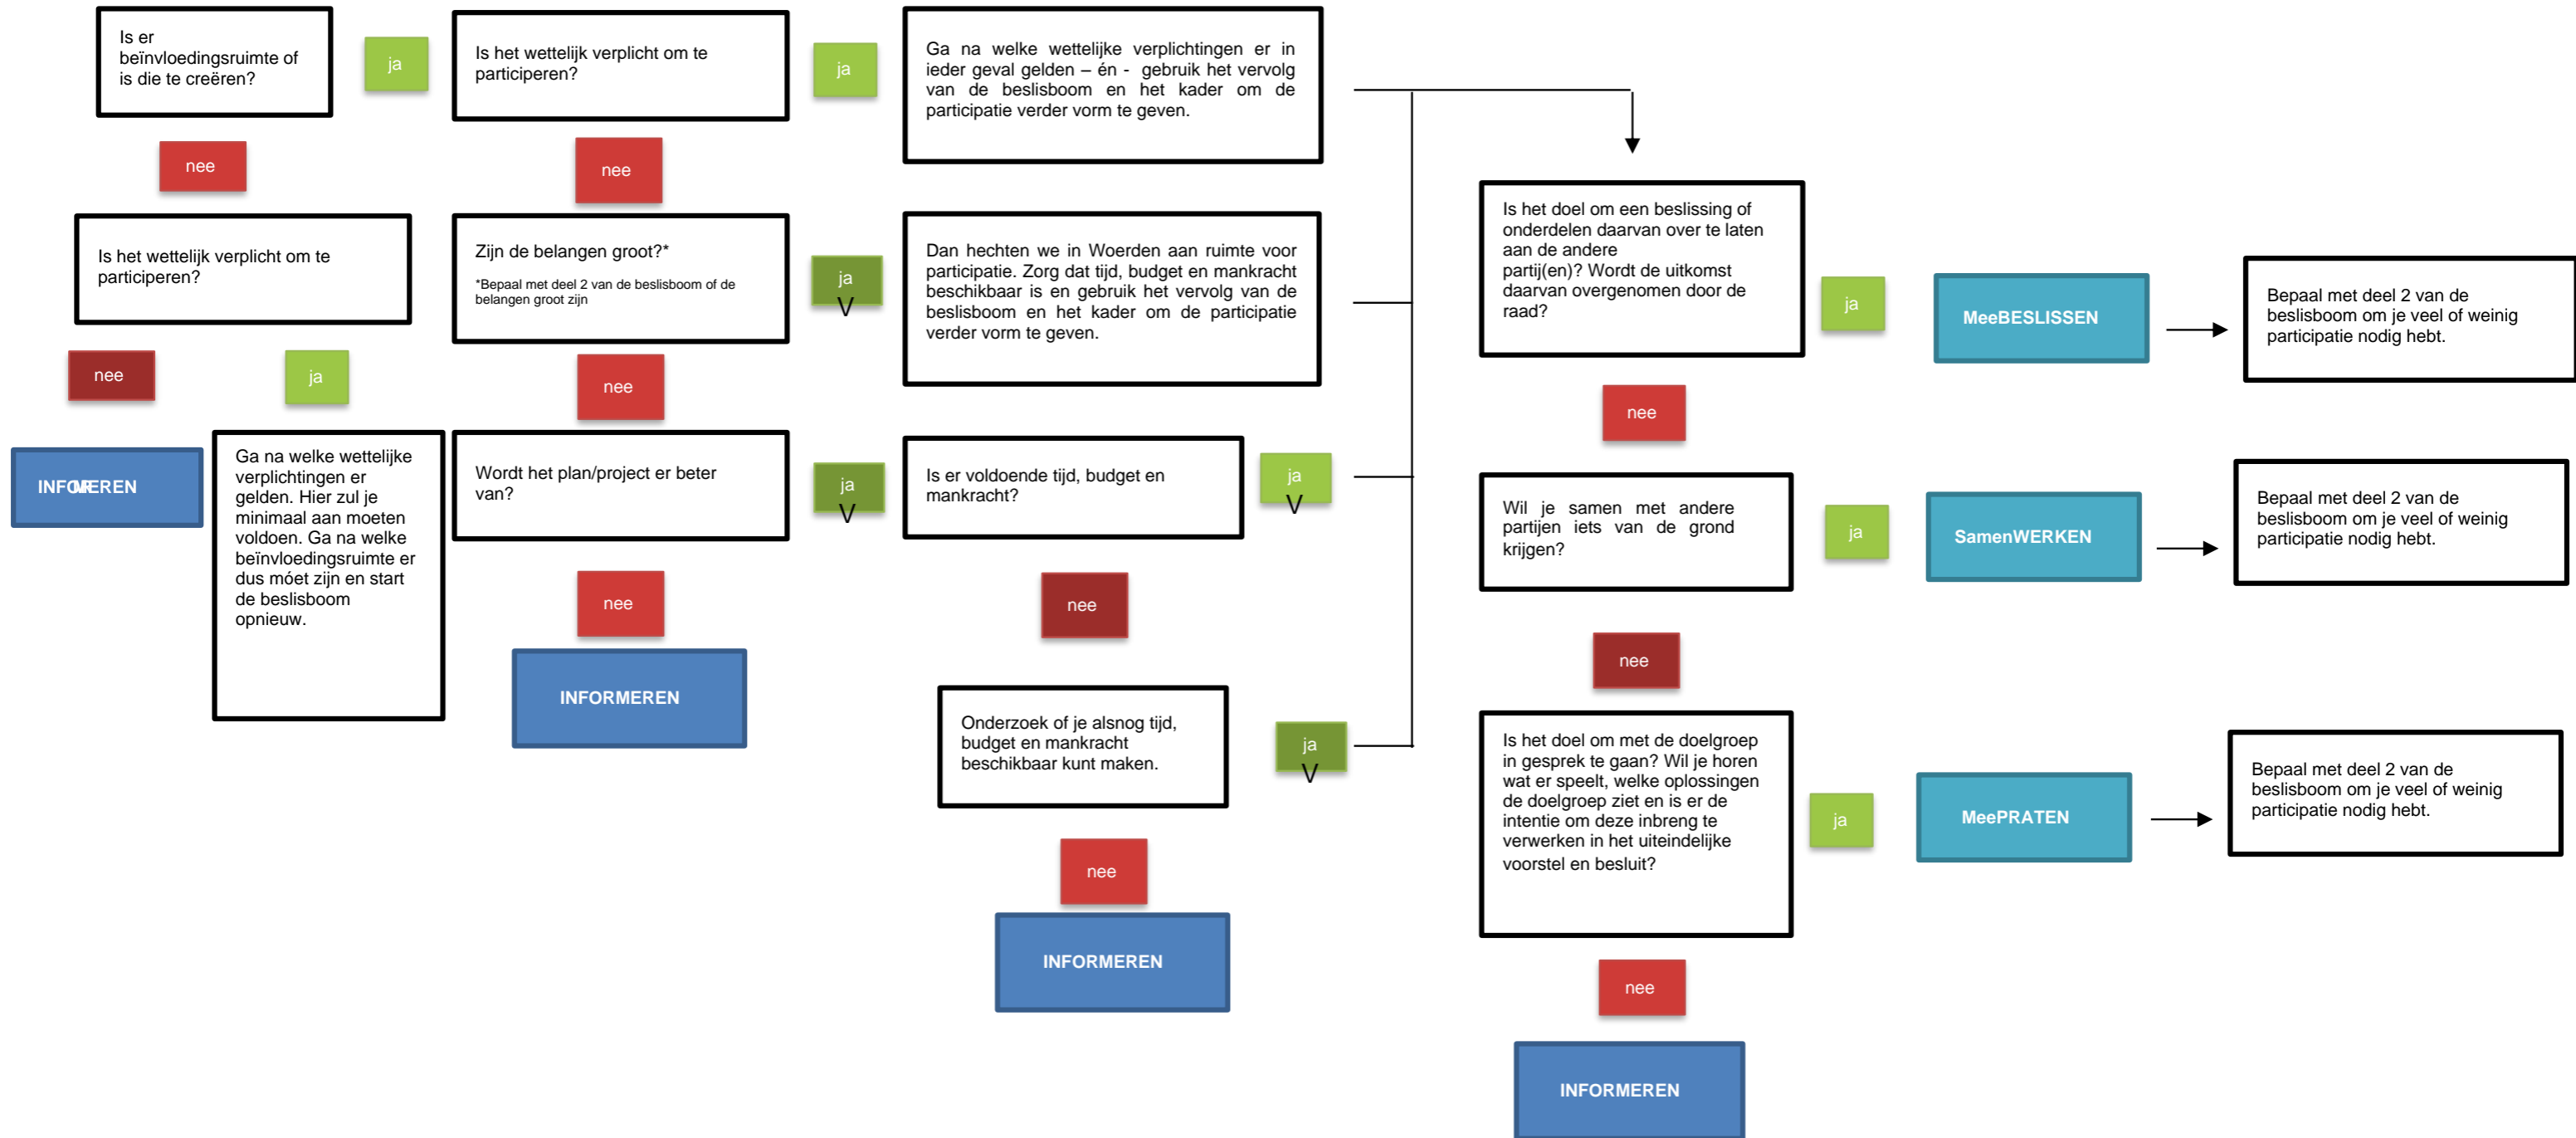 Is er
beïnvloedingsruimte of
is die te creëren?
ja
Is het wettelijk verplicht om te
participeren?
ja
Ga na welke wettelijke verplichtingen er in
ieder geval gelden – én - gebruik het vervolg
van de beslisboom en het kader om de
participatie verder vorm te geven.
nee
nee
Is het wettelijk verplicht om te
participeren?
Zijn de belangen groot?*
*Bepaal met deel 2 van de beslisboom of de
belangen groot zijn
ja
V
Dan hechten we in Woerden aan ruimte voor
participatie. Zorg dat tijd, budget en mankracht
beschikbaar is en gebruik het vervolg van de
beslisboom en het kader om de participatie
verder vorm te geven.
nee
ja
nee
INFORMEREN
Ga na welke wettelijke
verplichtingen er
gelden. Hier zul je
minimaal aan moeten
voldoen. Ga na welke
beïnvloedingsruimte er
dus móet zijn en start
de beslisboom
opnieuw.
Wordt het plan/project er beter
van?
ja
V
Is er voldoende tijd, budget en
mankracht?
ja
V
nee
INFORMEREN
nee
Onderzoek of je alsnog tijd,
budget en mankracht
beschikbaar kunt maken.
ja
V
nee
INFORMEREN
Is het doel om een beslissing of
onderdelen daarvan over te laten
aan de andere
partij(en)? Wordt de uitkomst
daarvan overgenomen door de
raad?
ja
MeeBESLISSEN
Bepaal met deel 2 van de
beslisboom om je veel of weinig
participatie nodig hebt.
nee
Wil je samen met andere
partijen iets van de grond
krijgen?
ja
SamenWERKEN
Bepaal met deel 2 van de
beslisboom om je veel of weinig
participatie nodig hebt.
nee
Is het doel om met de doelgroep
in gesprek te gaan? Wil je horen
wat er speelt, welke oplossingen
de doelgroep ziet en is er de
intentie om deze inbreng te
verwerken in het uiteindelijke
voorstel en besluit?
ja
MeePRATEN
Bepaal met deel 2 van de
beslisboom om je veel of weinig
participatie nodig hebt.
nee
INFORMEREN